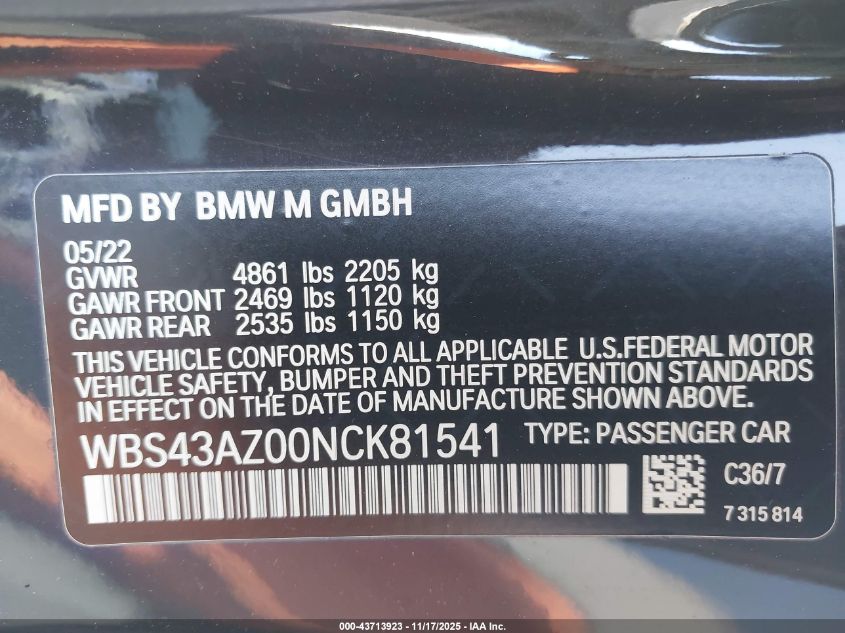 MFD BY BMW M GMBH
05/22
GVWR 4861 lbs 2205 kg
GAWR FRONT 2469 lbs 1120 kg
GAWR REAR 2535 lbs 1150 kg
THIS VEHICLE CONFORMS TO ALL APPLICABLE U.S.FEDERAL MOTOR
VEHICLE SAFETY, BUMPER AND THEFT PREVENTION STANDARDS
IN EFFECT ON THE DATE OF MANUFACTURE SHOWN ABOVE.
WBS43AZ00NCK81541 TYPE: PASSENGER CAR
C36/7
7 315 814
000-43713923 - 11/17/2025 - IAA Inc.